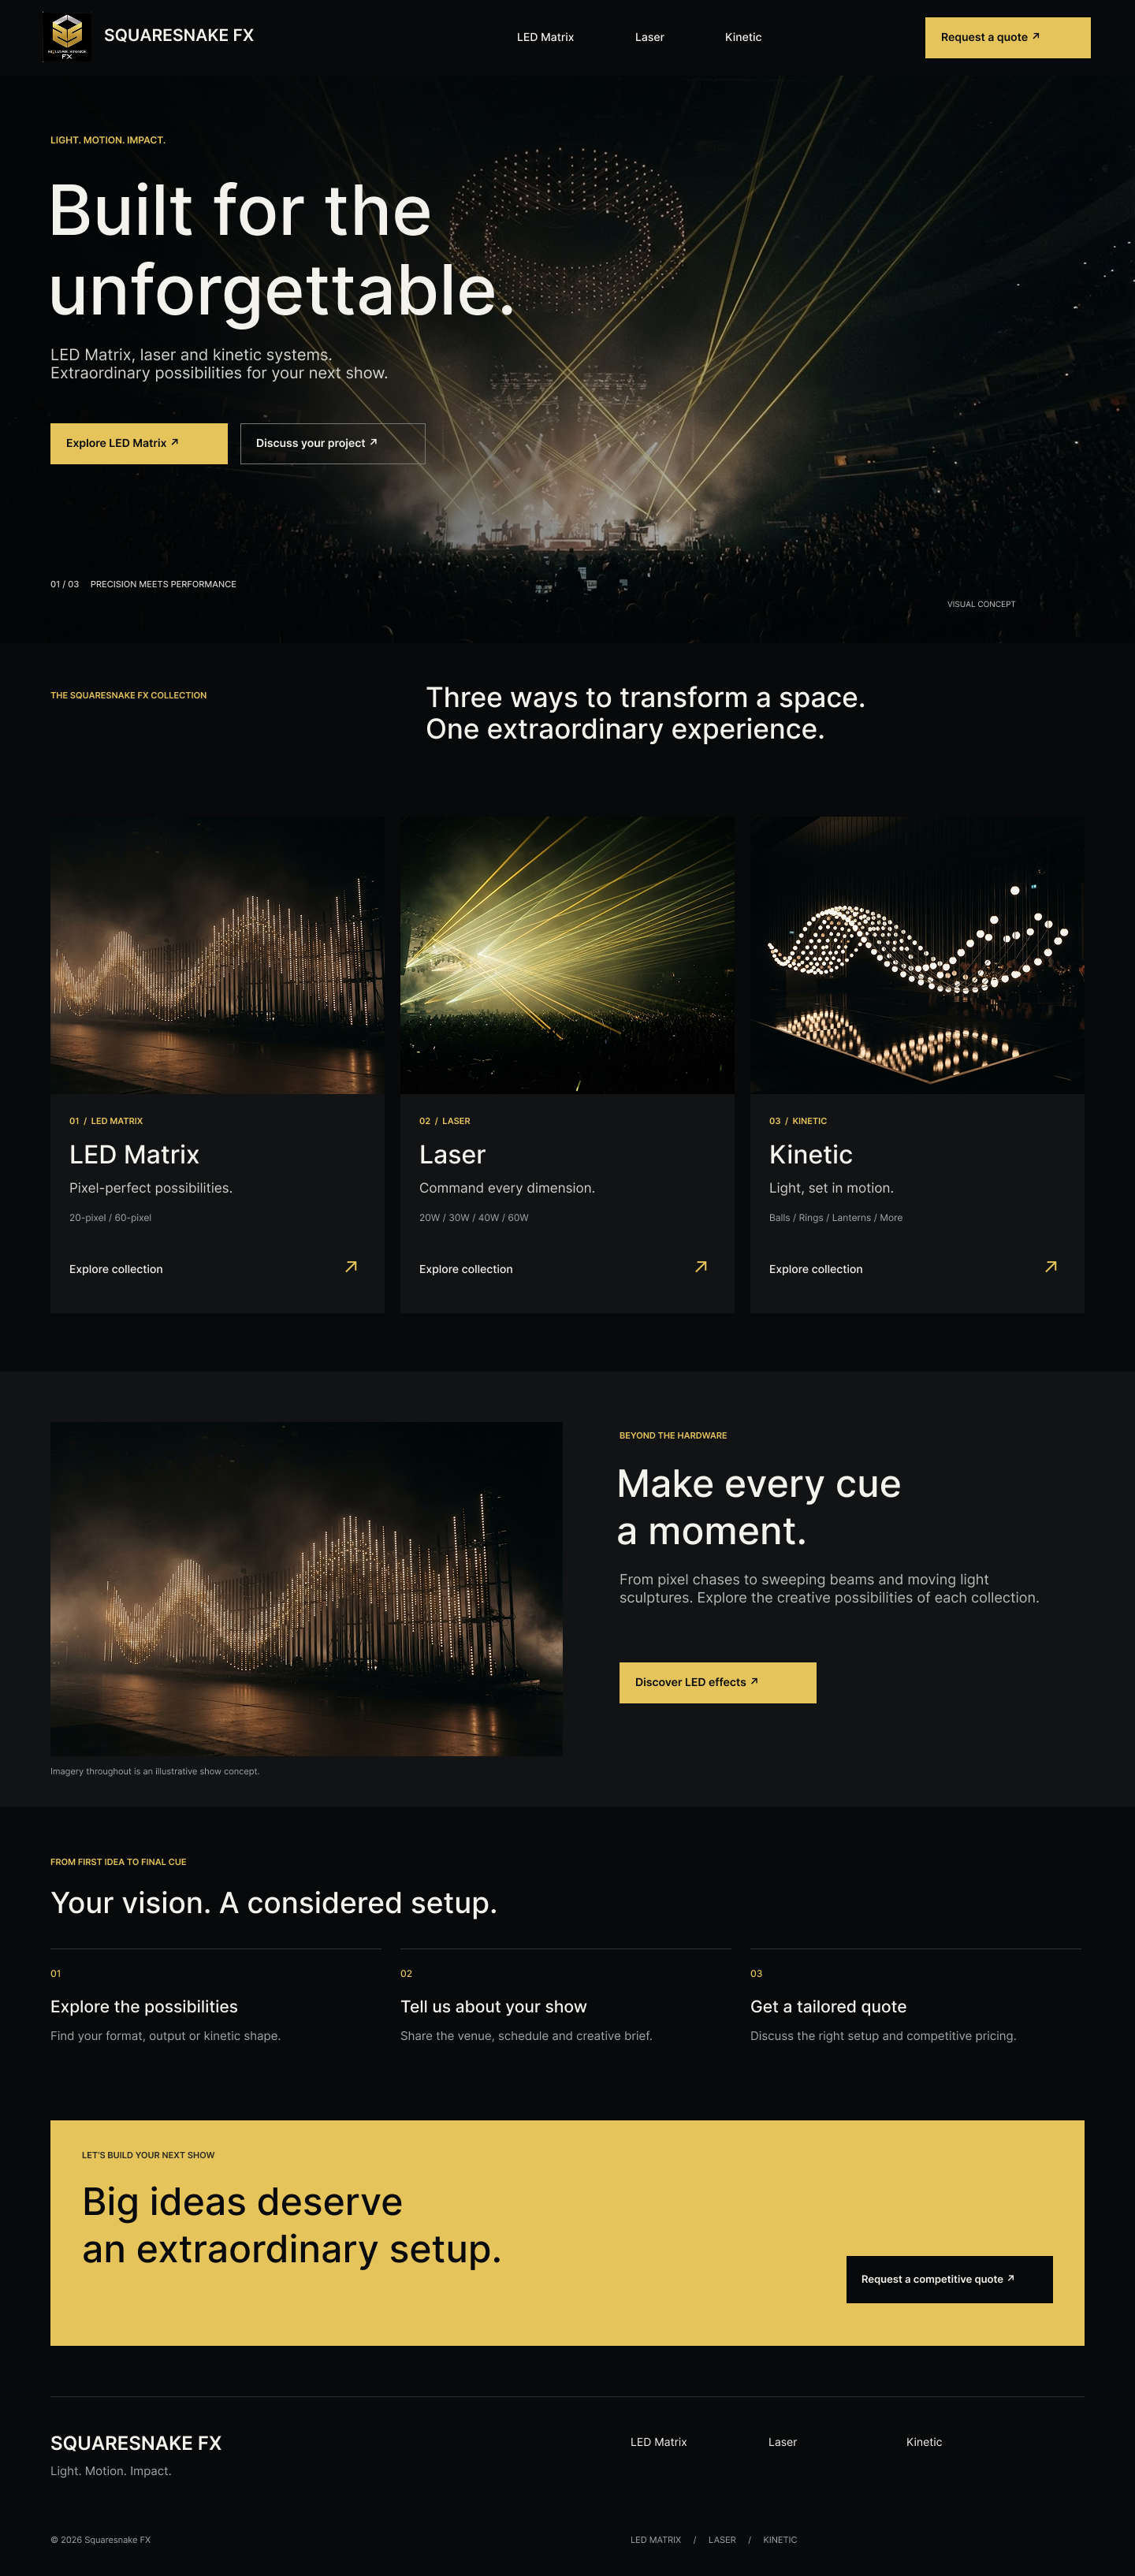 SQUARESNAKE FX
SQUARESNAKE FX
LED Matrix
Laser
Kinetic
Request a quote ↗
LIGHT. MOTION. IMPACT.
Built for the
unforgettable.
LED Matrix, laser and kinetic systems.
Extraordinary possibilities for your next show.
Explore LED Matrix ↗
Discuss your project ↗
01 / 03 PRECISION MEETS PERFORMANCE
VISUAL CONCEPT
THE SQUARESNAKE FX COLLECTION
Three ways to transform a space.
One extraordinary experience.
01 / LED MATRIX
LED Matrix
Pixel-perfect possibilities.
20-pixel / 60-pixel
Explore collection ↗
02 / LASER
Laser
Command every dimension.
20W / 30W / 40W / 60W
Explore collection ↗
03 / KINETIC
Kinetic
Light, set in motion.
Balls / Rings / Lanterns / More
Explore collection ↗
BEYOND THE HARDWARE
Make every cue
a moment.
From pixel chases to sweeping beams and moving light
sculptures. Explore the creative possibilities of each collection.
Discover LED effects ↗
Imagery throughout is an illustrative show concept.
FROM FIRST IDEA TO FINAL CUE
Your vision. A considered setup.
01
Explore the possibilities
Find your format, output or kinetic shape.
02
Tell us about your show
Share the venue, schedule and creative brief.
03
Get a tailored quote
Discuss the right setup and competitive pricing.
LET'S BUILD YOUR NEXT SHOW
Big ideas deserve
an extraordinary setup.
Request a competitive quote ↗
SQUARESNAKE FX
Light. Motion. Impact.
LED Matrix
Laser
Kinetic
© 2026 Squaresnake FX
LED MATRIX / LASER / KINETIC